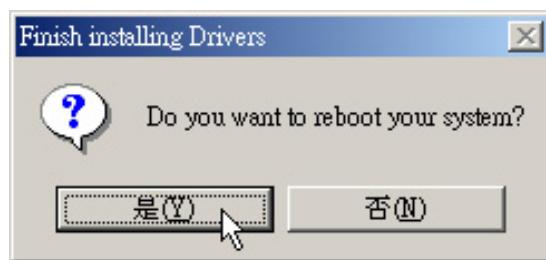 Finish installing Drivers
Do you want to reboot your system?
是(Y) 否(N)